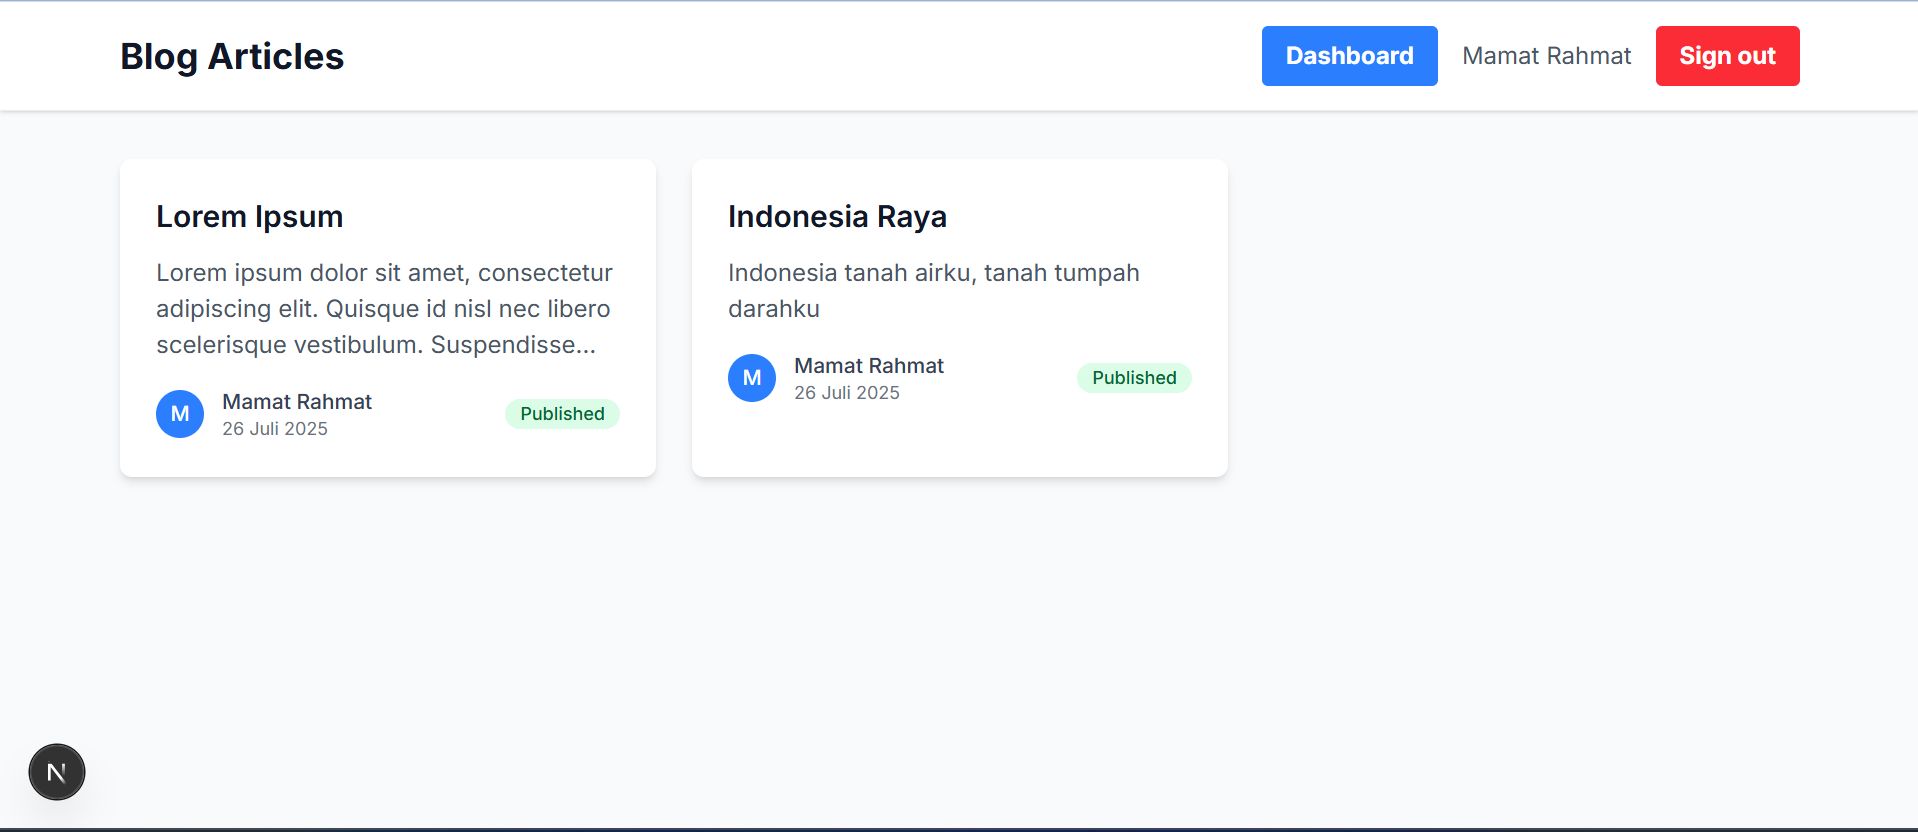 Blog Articles
Dashboard
Mamat Rahmat
Sign out
Lorem Ipsum
Lorem ipsum dolor sit amet, consectetur
adipiscing elit. Quisque id nisl nec libero
scelerisque vestibulum. Suspendisse...
M
Mamat Rahmat
26 Juli 2025
Published
Indonesia Raya
Indonesia tanah airku, tanah tumpah
darahku
M
Mamat Rahmat
26 Juli 2025
Published
N